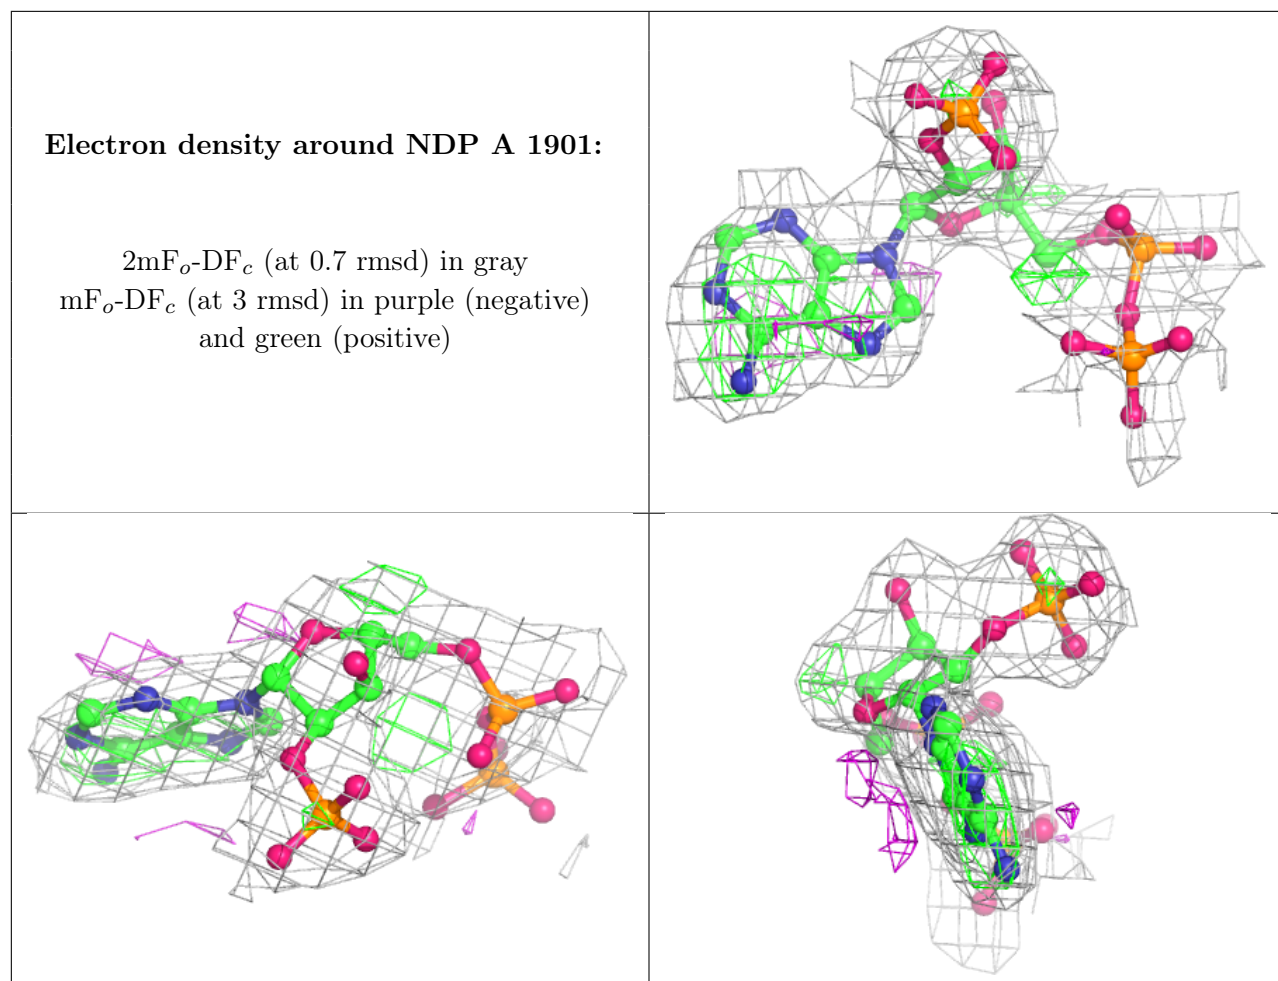 Electron density around NDP A 1901:
2mFo-DFc (at 0.7 rmsd) in gray
mFo-DFc (at 3 rmsd) in purple (negative)
and green (positive)